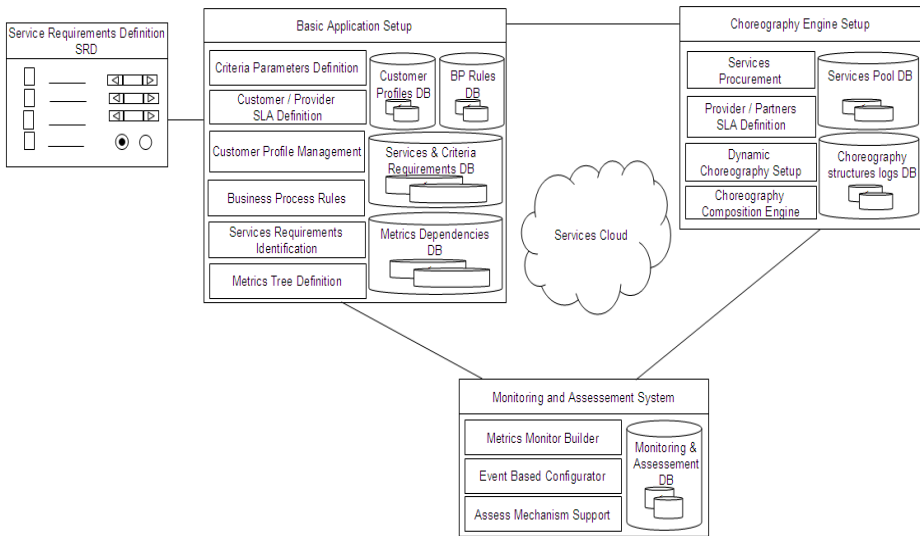 Service Requirements Definition
SRD
Basic Application Setup
Criteria Parameters Definition
Customer / Provider
SLA Definition
Customer Profile Management
Business Process Rules
Services Requirements
Identification
Metrics Tree Definition
Customer
Profiles DB
BP Rules
DB
Services & Criteria
Requirements DB
Metrics Dependencies
DB
Services Cloud
Choreography Engine Setup
Services
Procurement
Provider / Partners
SLA Definition
Dynamic
Choreography Setup
Choreography
Composition Engine
Services Pool DB
Choreography
structures logs DB
Monitoring and Assessement System
Metrics Monitor Builder
Event Based Configurator
Assess Mechanism Support
Monitoring &
Assessement
DB